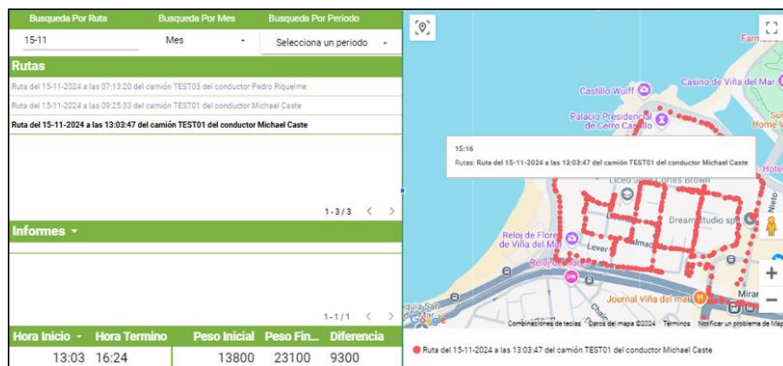 Busqueda Por Ruta
Busqueda Por Mes
Busqueda Por Periodo
15-11
Mes
Selecciona un periodo
Rutas
Ruta del 15-11-2024 a las 07:13:20 del camión TEST03 del conductor Pedro Riquelme
Ruta del 15-11-2024 a las 09:25:33 del camión TEST01 del conductor Michael Caste
Ruta del 15-11-2024 a las 13:03:47 del camión TEST01 del conductor Michael Caste
1-3/3
Informes
1-1/1
Hora Inicio Hora Termino Peso Inicial Peso Fin... Diferencia
13:03 16:24 13800 23100 9300
Castillo Wulff
Casino de Viña del Mar
Palacio Presidencial
de Cerro Castillo
15:16
Rutas: Ruta del 15-11-2024 a las 13:03:47 del camión TEST01 del conductor Michael Caste
Hote
Dream studio spa
Nieto
Reloj de Flore
de Viña del Mar
Lever
Journal Viña del mar
Google
Combinaciones de teclas Datos del mapa ©2024 Términos Notificar un problema de Map
Ruta del 15-11-2024 a las 13:03:47 del camión TEST01 del conductor Michael Caste